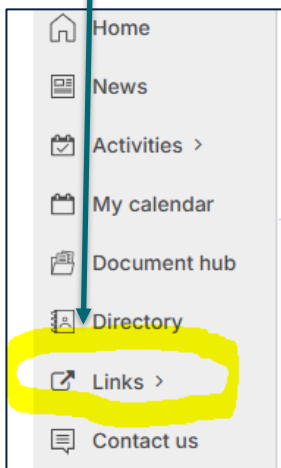 Home
News
Activities >
My calendar
Document hub
Directory
Links >
Contact us